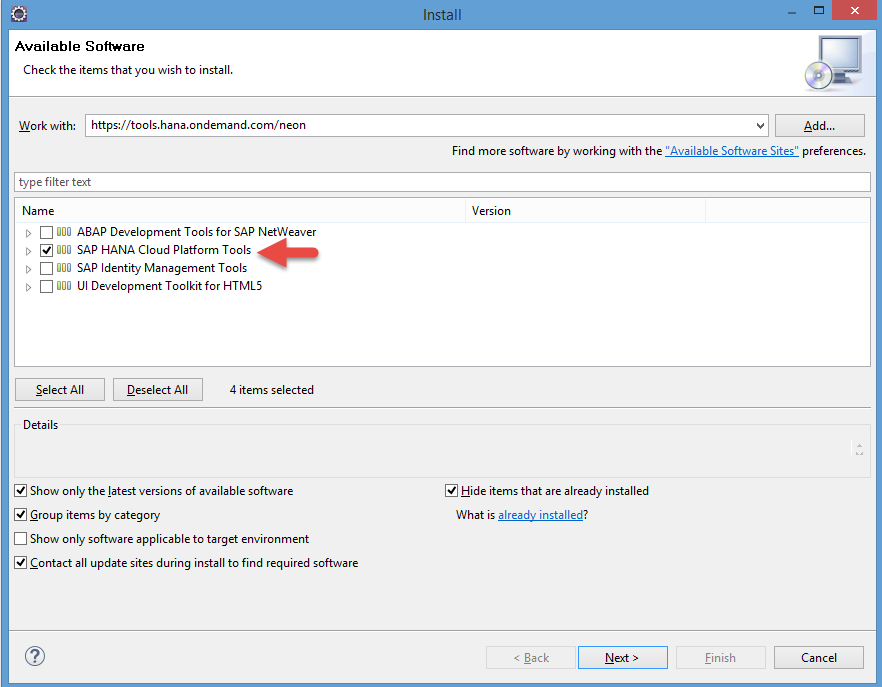 Install
Available Software
Check the items that you wish to install.
Work with: https://tools.hana.ondemand.com/neon Add...
Find more software by working with the "Available Software Sites" preferences.
type filter text
Name Version
ABAP Development Tools for SAP NetWeaver
SAP HANA Cloud Platform Tools
SAP Identity Management Tools
UI Development Toolkit for HTML5
Select All Deselect All 4 items selected
Details
Show only the latest versions of available software Hide items that are already installed
Group items by category What is already installed?
Show only software applicable to target environment
Contact all update sites during install to find required software
? < Back Next > Finish Cancel